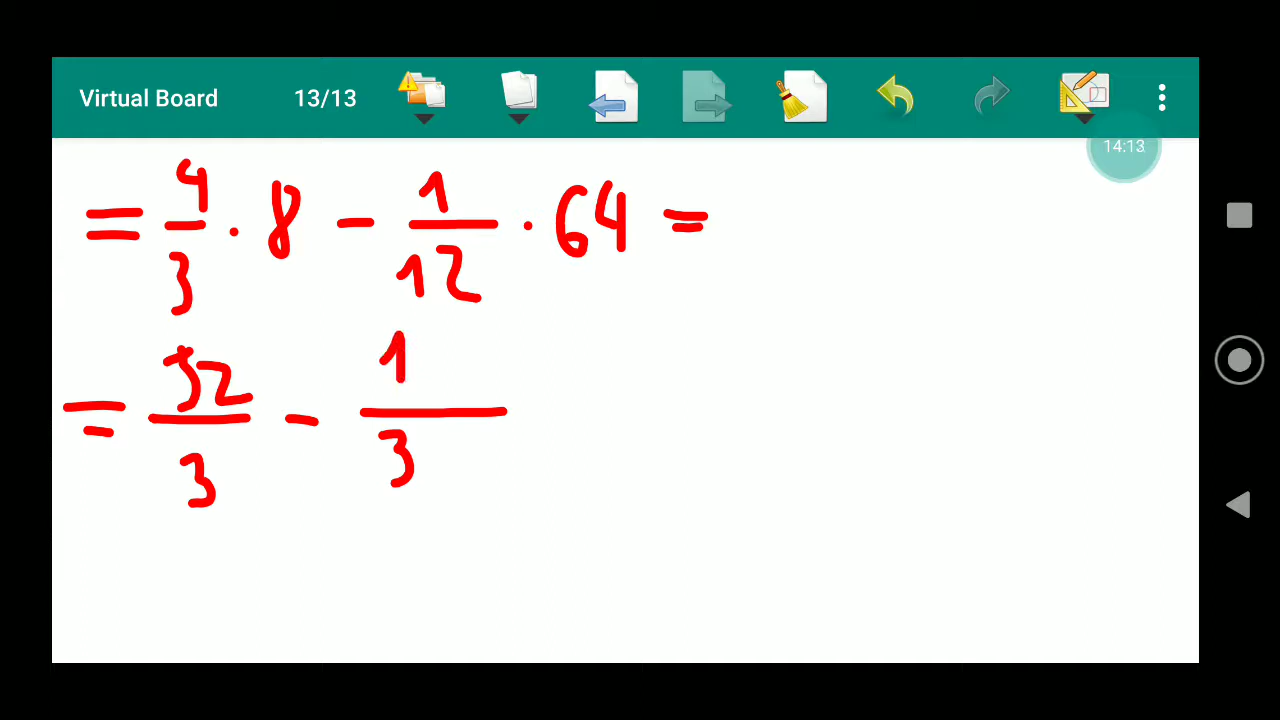 Virtual Board 13/13
14:13
= 4/3 · 8 - 1/12 · 64 =
= 32/3 - 1/3